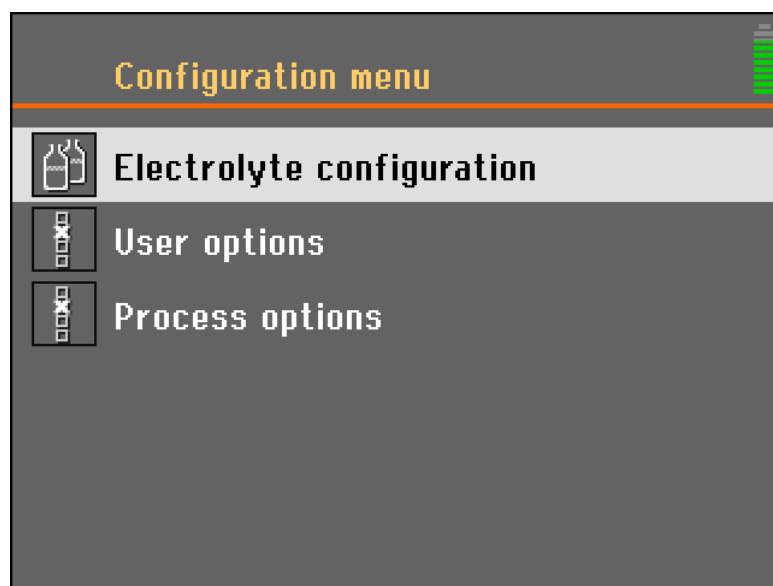 Configuration menu
Electrolyte configuration
User options
Process options